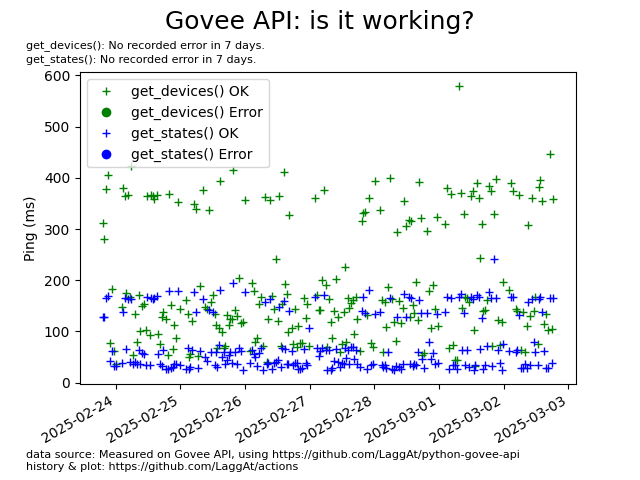 Govee API: is it working?
get_devices(): No recorded error in 7 days.
get_states(): No recorded error in 7 days.
get_devices() OK
get_devices() Error
get_states() OK
get_states() Error
Ping (ms)
600
500
400
300
200
100
0
2025-02-24
2025-02-25
2025-02-26
2025-02-27
2025-02-28
2025-03-01
2025-03-02
2025-03-03
data source: Measured on Govee API, using https://github.com/LaggAt/python-govee-api
history & plot: https://github.com/LaggAt/actions